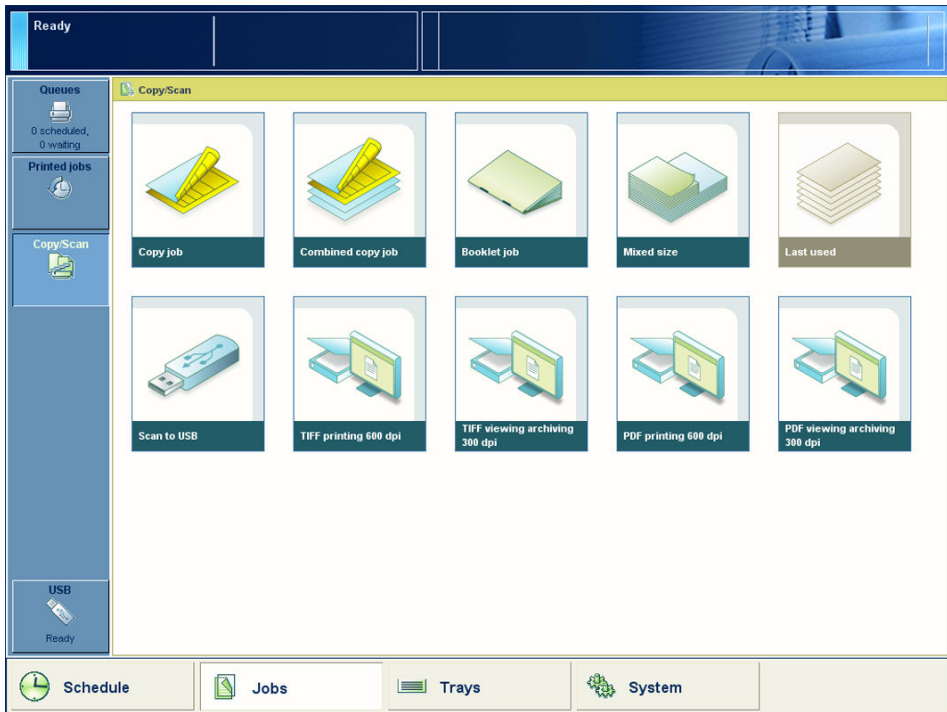 Ready
Queues
0 scheduled,
0 waiting
Printed jobs
Copy/Scan
USB
Ready
Copy/Scan
Copy job
Combined copy job
Booklet job
Mixed size
Last used
Scan to USB
TIFF printing 600 dpi
TIFF viewing archiving
300 dpi
PDF printing 600 dpi
PDF viewing archiving
300 dpi
Schedule
Jobs
Trays
System